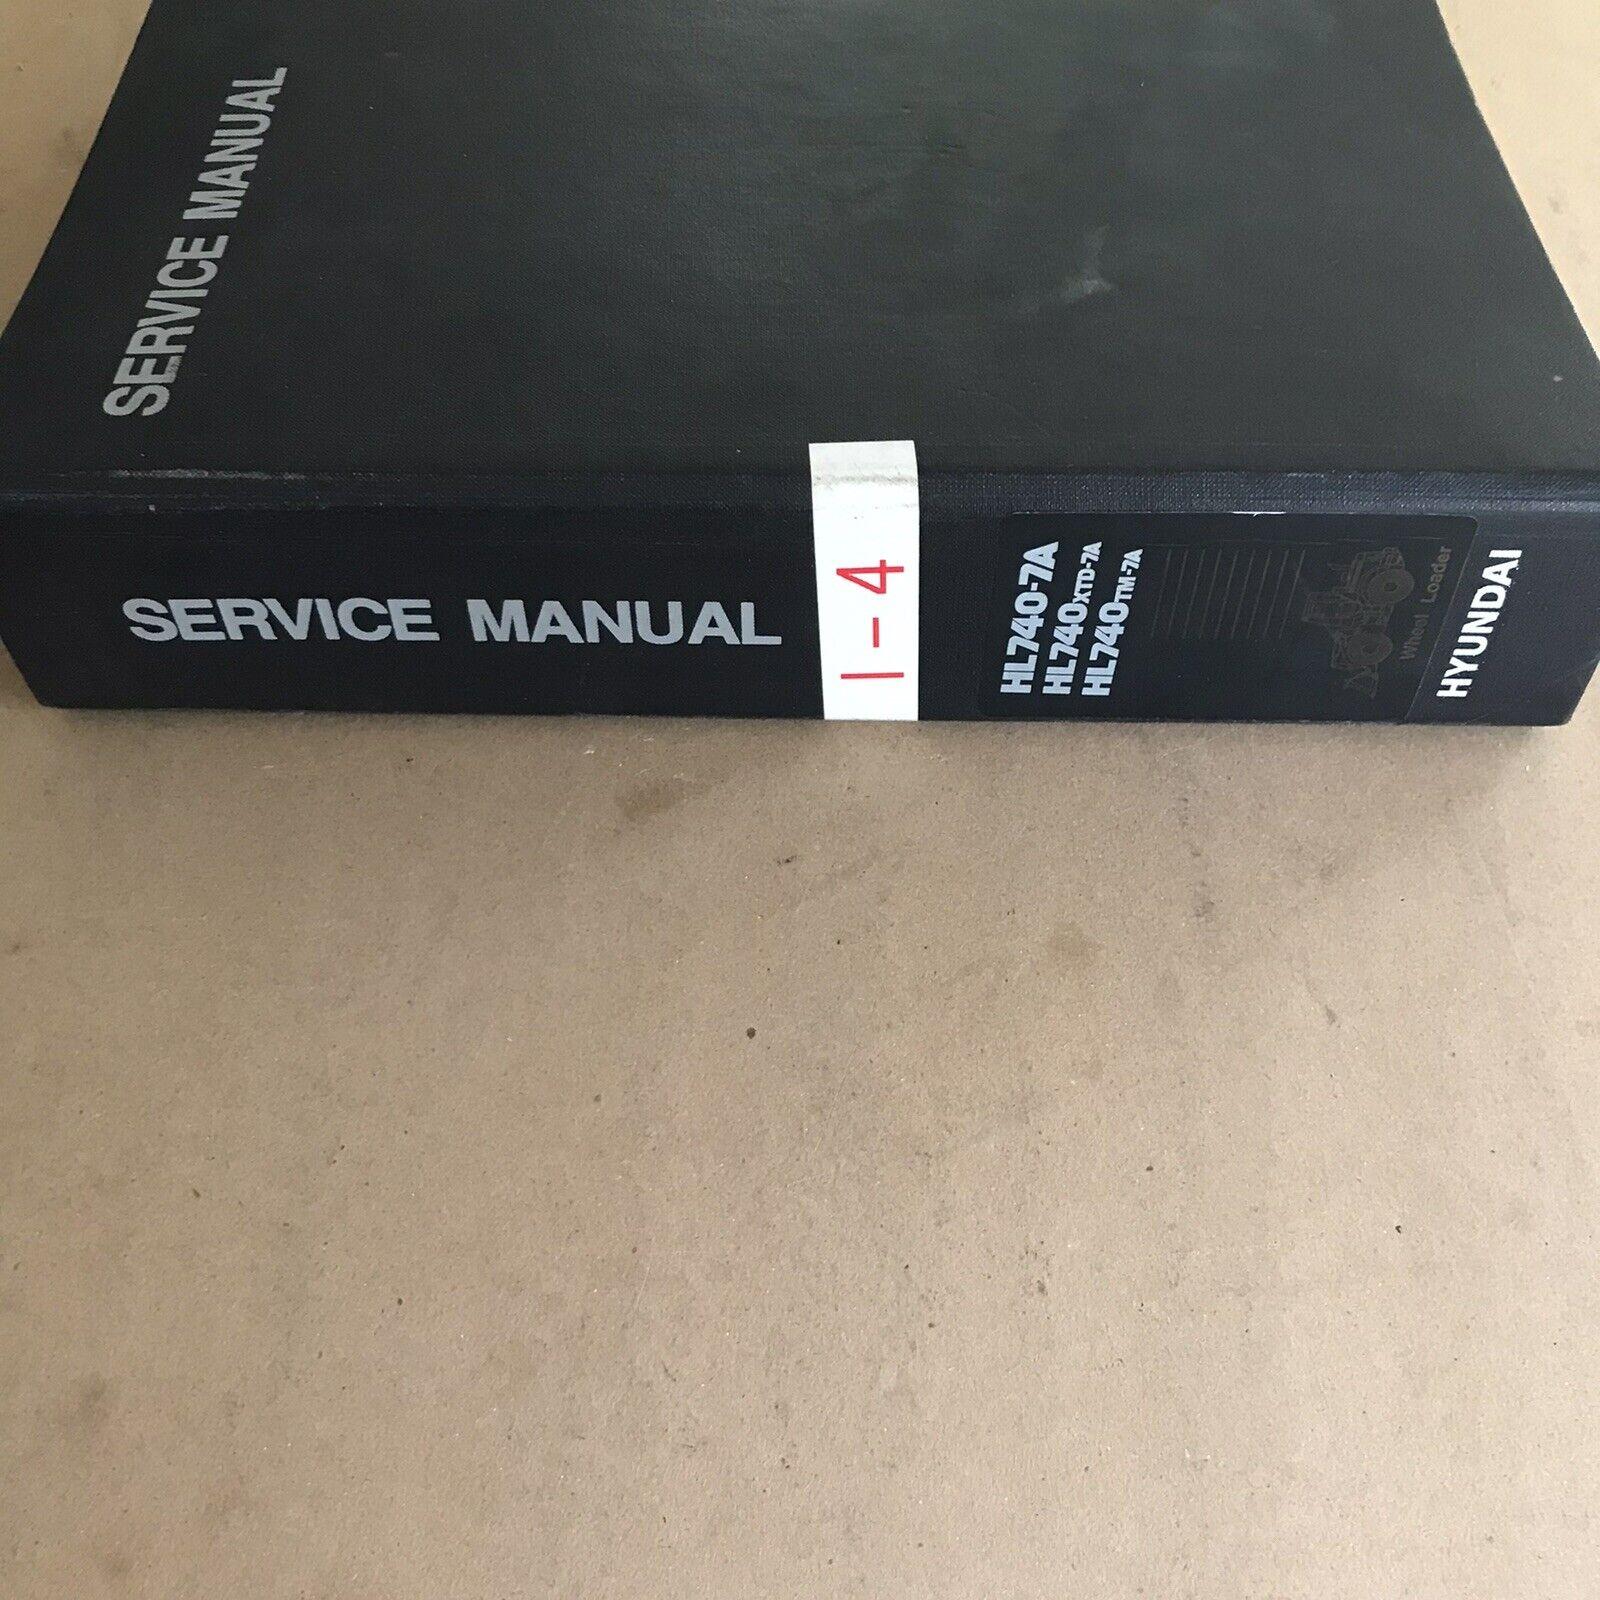 SERVICE MANUAL
SERVICE MANUAL
1-4
HL740-7A
HL740XTD-7A
HL740TM-7A
Wheel Loader
HYUNDAI